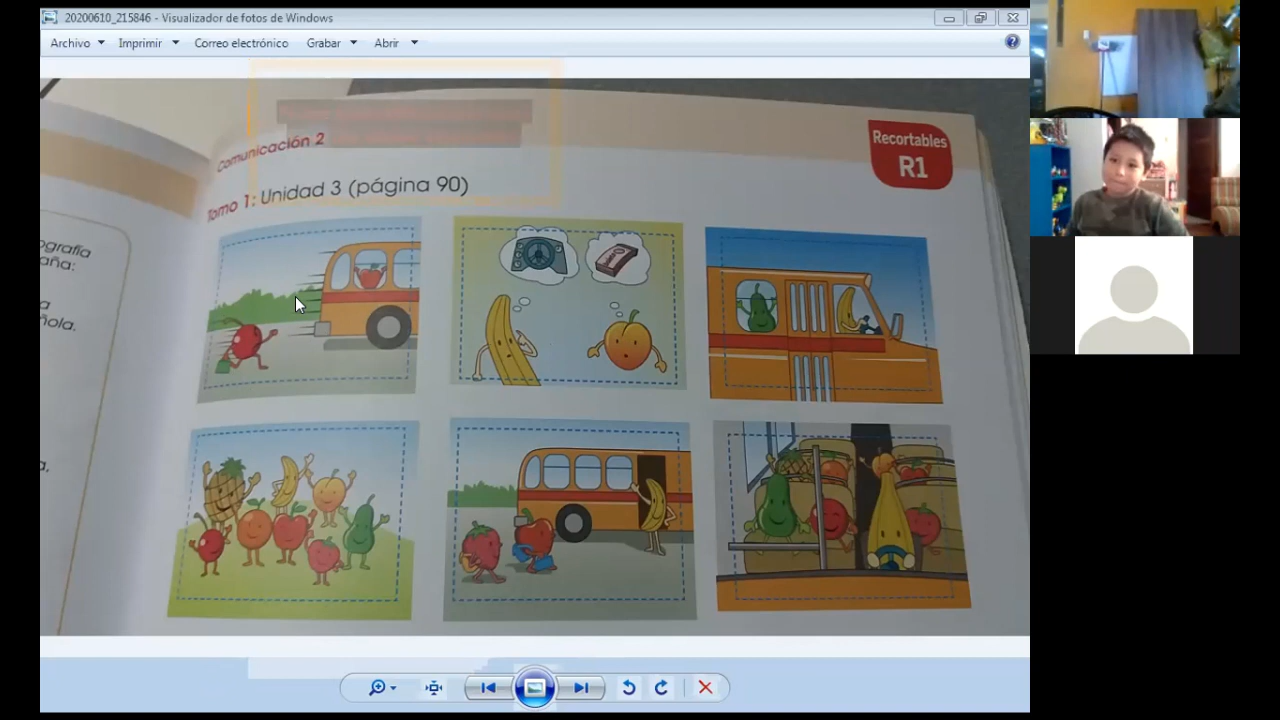 20200610_215846 - Visualizador de fotos de Windows
Archivo Imprimir Correo electrónico Grabar Abrir
Comunicación 2
Recortables
R1
Tomo 1: Unidad 3 (página 90)
ografía
aña:
a
ñola.
a,